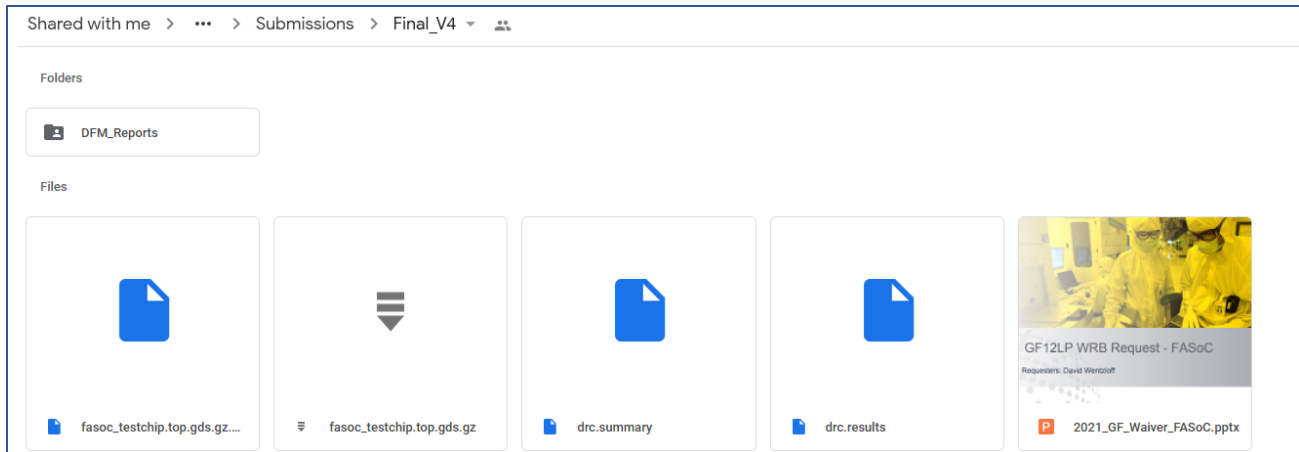 Shared with me > ••• > Submissions > Final_V4
Folders
DFM_Reports
Files
GF12LP WRB Request - FASoC
Requesters: David Wentzloff
fasoc_testchip.top.gds.gz....
fasoc_testchip.top.gds.gz
drc.summary
drc.results
P
2021_GF_Waiver_FASoC.pptx